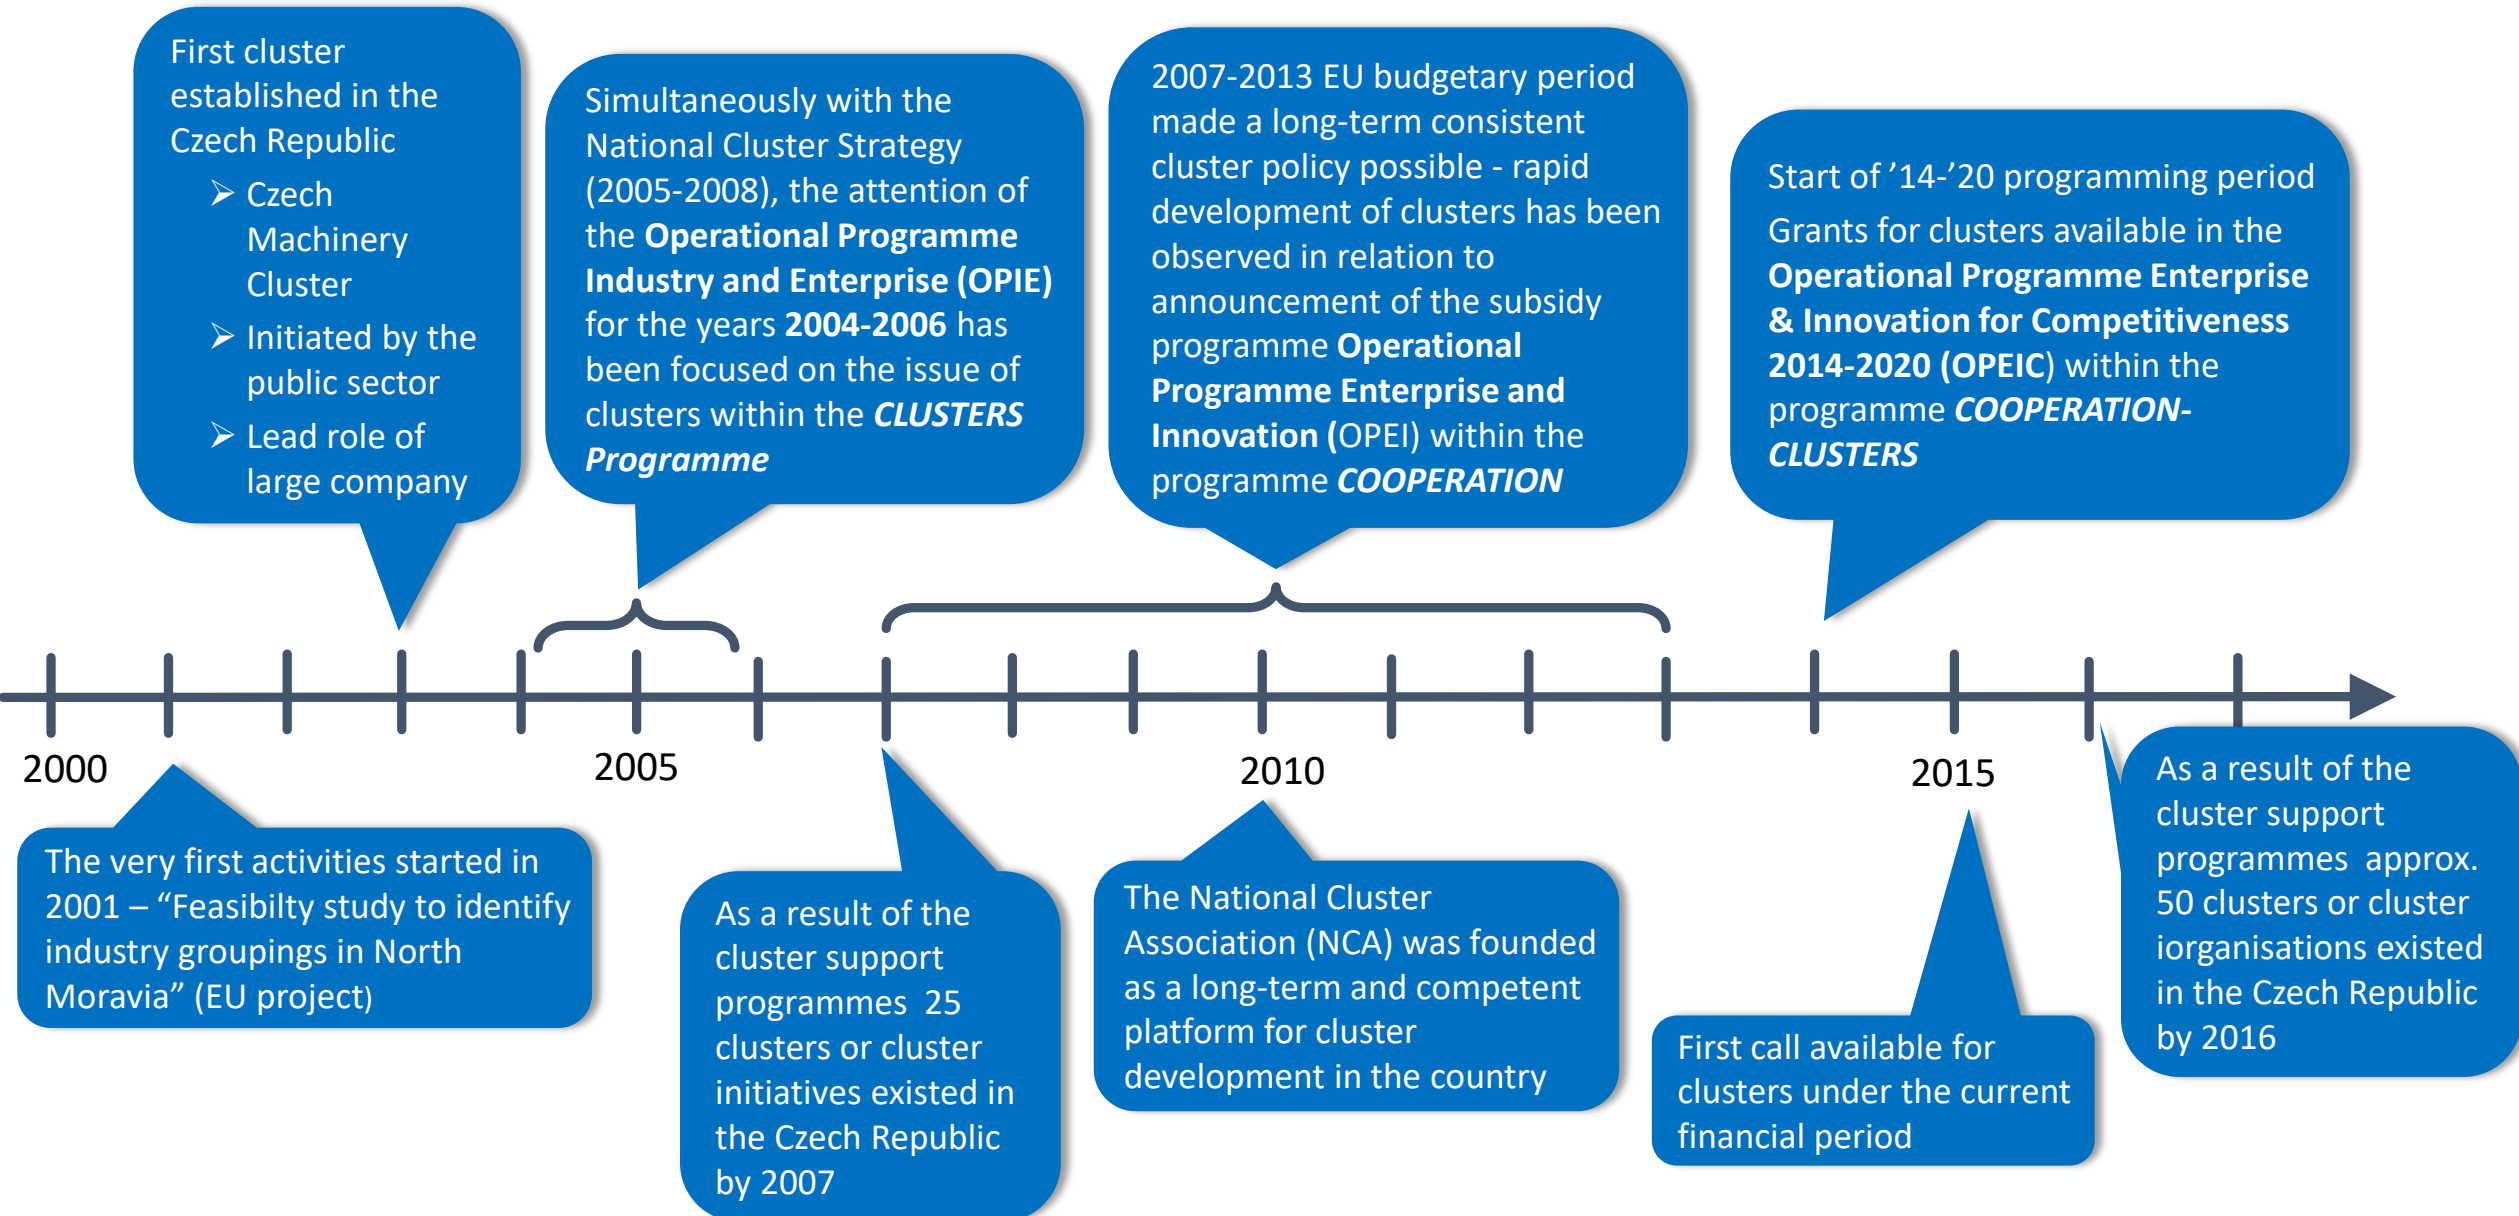 First cluster
established in the
Czech Republic
➢ Czech
Machinery
Cluster
➢ Initiated by the
public sector
➢ Lead role of
large company
Simultaneously with the
National Cluster Strategy
(2005-2008), the attention of
the Operational Programme
Industry and Enterprise (OPIE)
for the years 2004-2006 has
been focused on the issue of
clusters within the CLUSTERS
Programme
2007-2013 EU budgetary period
made a long-term consistent
cluster policy possible - rapid
development of clusters has been
observed in relation to
announcement of the subsidy
programme Operational
Programme Enterprise and
Innovation (OPEI) within the
programme COOPERATION
Start of ’14-’20 programming period
Grants for clusters available in the
Operational Programme Enterprise
& Innovation for Competitiveness
2014-2020 (OPEIC) within the
programme COOPERATION-
CLUSTERS
2000
2005
2010
2015
The very first activities started in
2001 – “Feasibilty study to identify
industry groupings in North
Moravia” (EU project)
As a result of the
cluster support
programmes 25
clusters or cluster
initiatives existed in
the Czech Republic
by 2007
The National Cluster
Association (NCA) was founded
as a long-term and competent
platform for cluster
development in the country
First call available for
clusters under the current
financial period
As a result of the
cluster support
programmes approx.
50 clusters or cluster
iorganisations existed
in the Czech Republic
by 2016